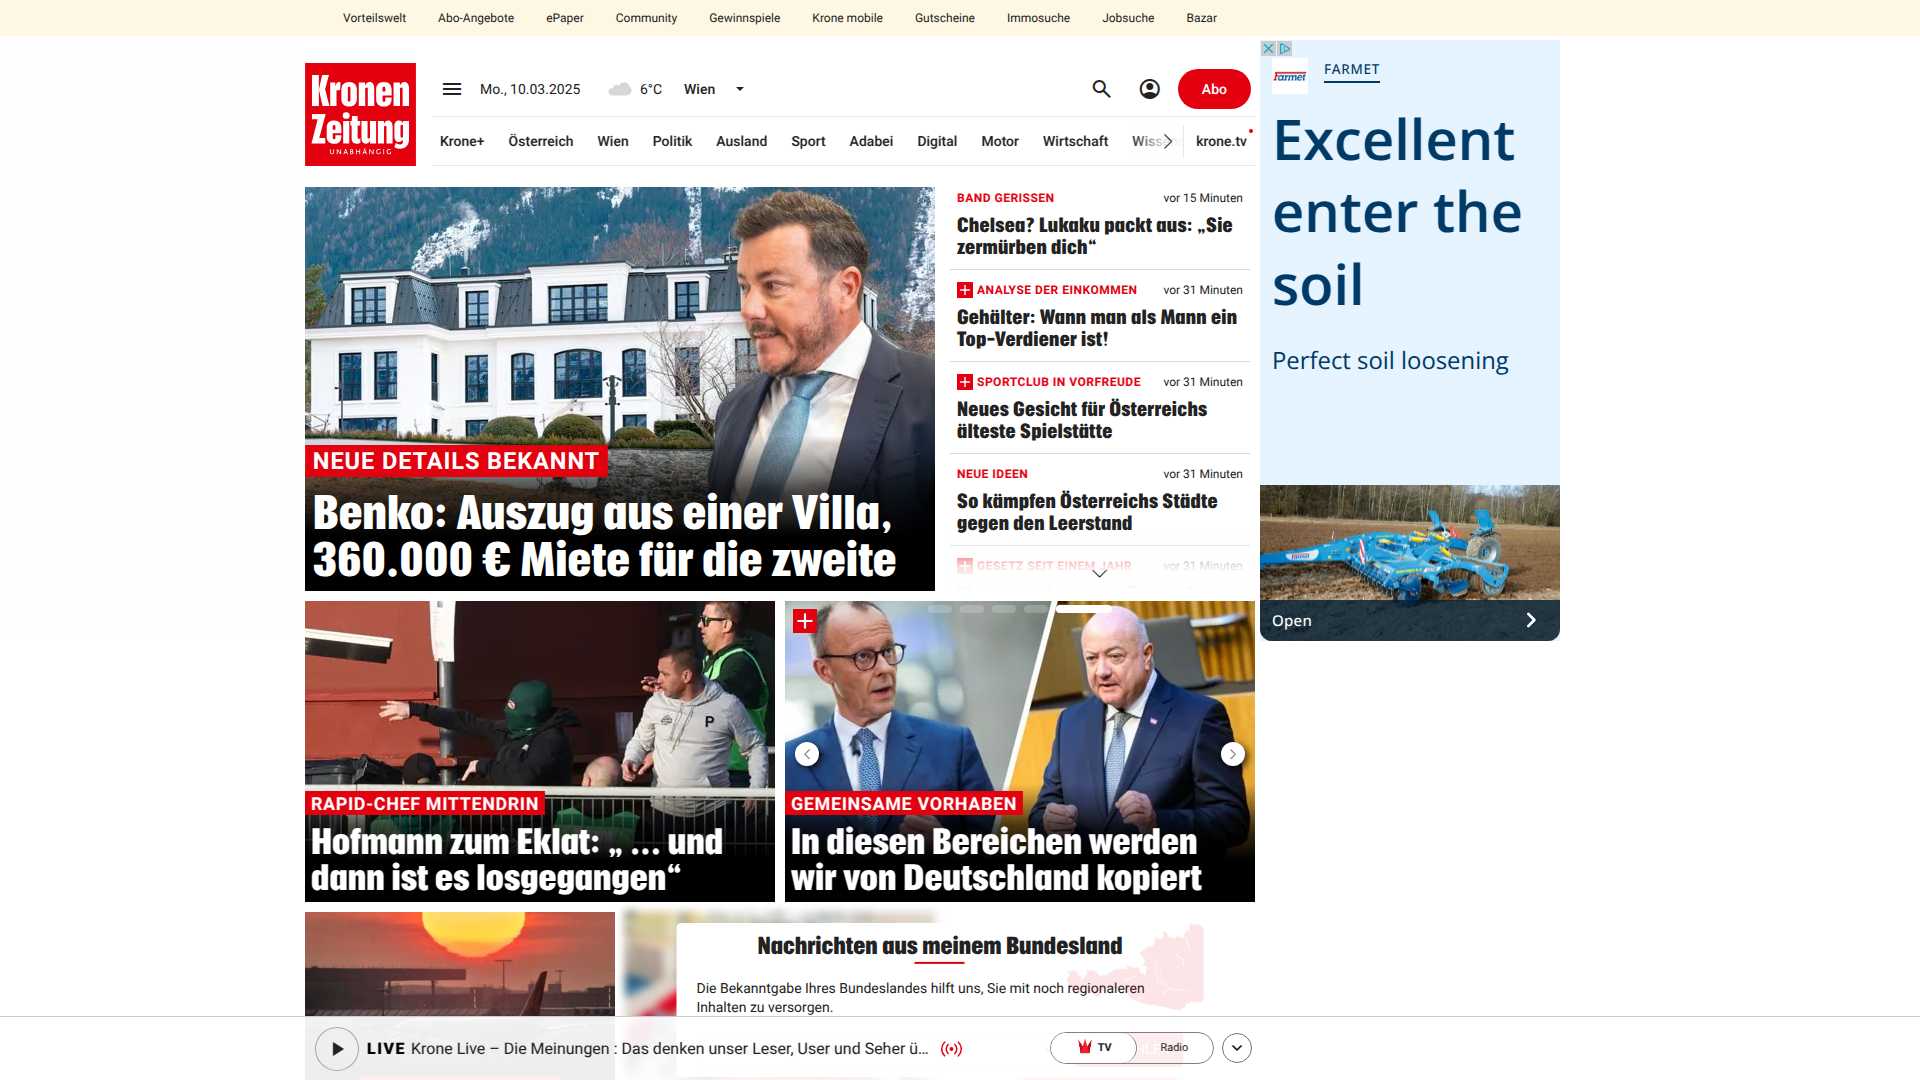 Vorteilswelt Abo-Angebote ePaper Community Gewinnspiele Krone mobile Gutscheine Immosuche Jobsuche Bazar
Kronen
Zeitung
UNABHÄNGIG
Mo., 10.03.2025 6°C Wien
Abo
Krone+ Österreich Wien Politik Ausland Sport Adabei Digital Motor Wirtschaft krone.tv
NEUE DETAILS BEKANNT
Benko: Auszug aus einer Villa,
360.000 € Miete für die zweite
BAND GERISSEN vor 15 Minuten
Chelsea? Lukaku packt aus: „Sie
zermürben dich“
ANALYSE DER EINKOMMEN vor 31 Minuten
Gehälter: Wann man als Mann ein
Top-Verdiener ist!
SPORTCLUB IN VORFREUDE vor 31 Minuten
Neues Gesicht für Österreichs
älteste Spielstätte
NEUE IDEEN vor 31 Minuten
So kämpfen Österreichs Städte
gegen den Leerstand
GESETZ SEIT EINEM JAHR vor 31 Minuten
Farmet
FARMET
Excellent
enter the
soil
Perfect soil loosening
Open
P
RAPID-CHEF MITTENDRIN
Hofmann zum Eklat: „ ... und
dann ist es losgegangen“
GEMEINSAME VORHABEN
In diesen Bereichen werden
wir von Deutschland kopiert
Nachrichten aus meinem Bundesland
Die Bekanntgabe Ihres Bundeslandes hilft uns, Sie mit noch regionaleren
Inhalten zu versorgen.
LIVE Krone Live – Die Meinungen : Das denken unser Leser, User und Seher ü...
TV Radio